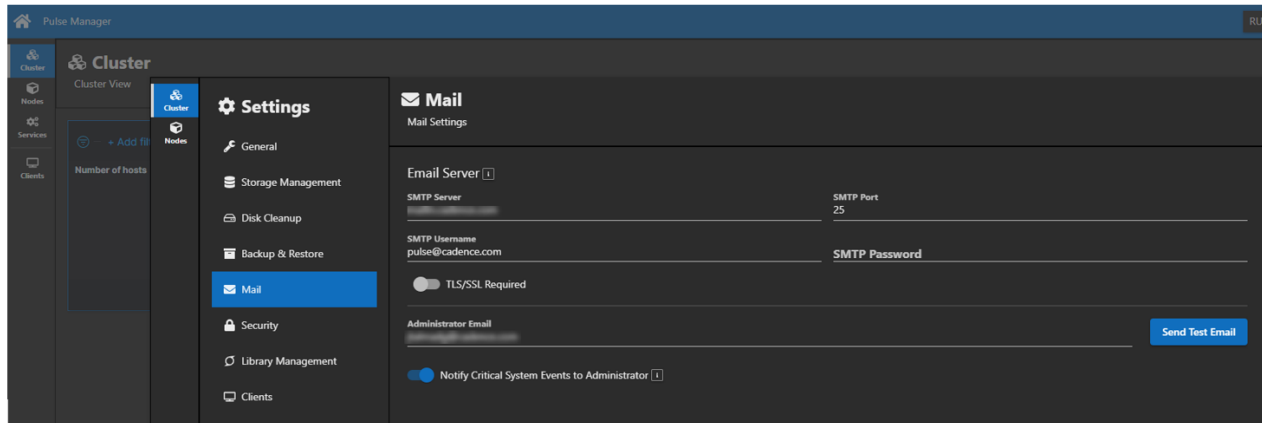 Pulse Manager
RU
Cluster
Nodes
Services
Clients
Cluster
Cluster View
+ Add fil
Number of hosts
Cluster
Nodes
Settings
General
Storage Management
Disk Cleanup
Backup & Restore
Mail
Security
Library Management
Clients
Mail
Mail Settings
Email Server
SMTP Server
SMTP Port
25
SMTP Username
pulse@cadence.com
SMTP Password
TLS/SSL Required
Administrator Email
Send Test Email
Notify Critical System Events to Administrator